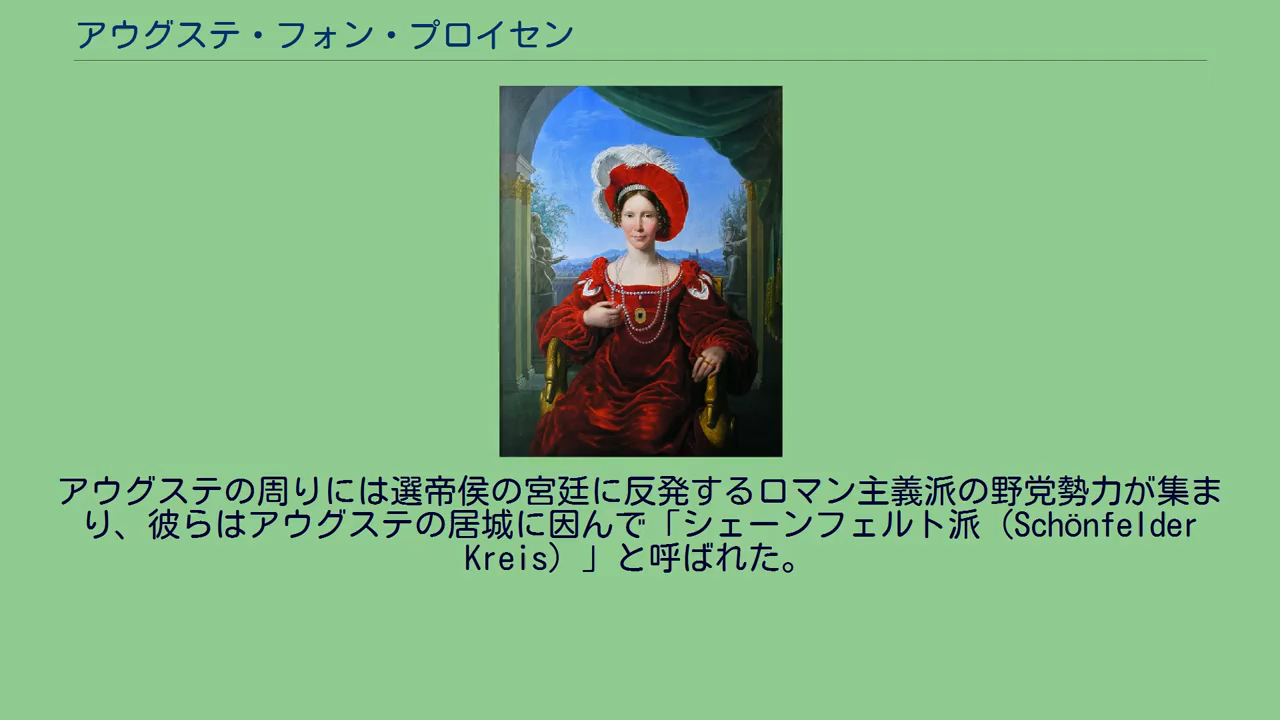 アウグステ・フォン・プロイセン
アウグステの周りには選帝侯の宮廷に反発するロマン主義派の野党勢力が集ま
り、彼らはアウグステの居城に因んで「シェーンフェルト派（Schönfelder
Kreis）」と呼ばれた。